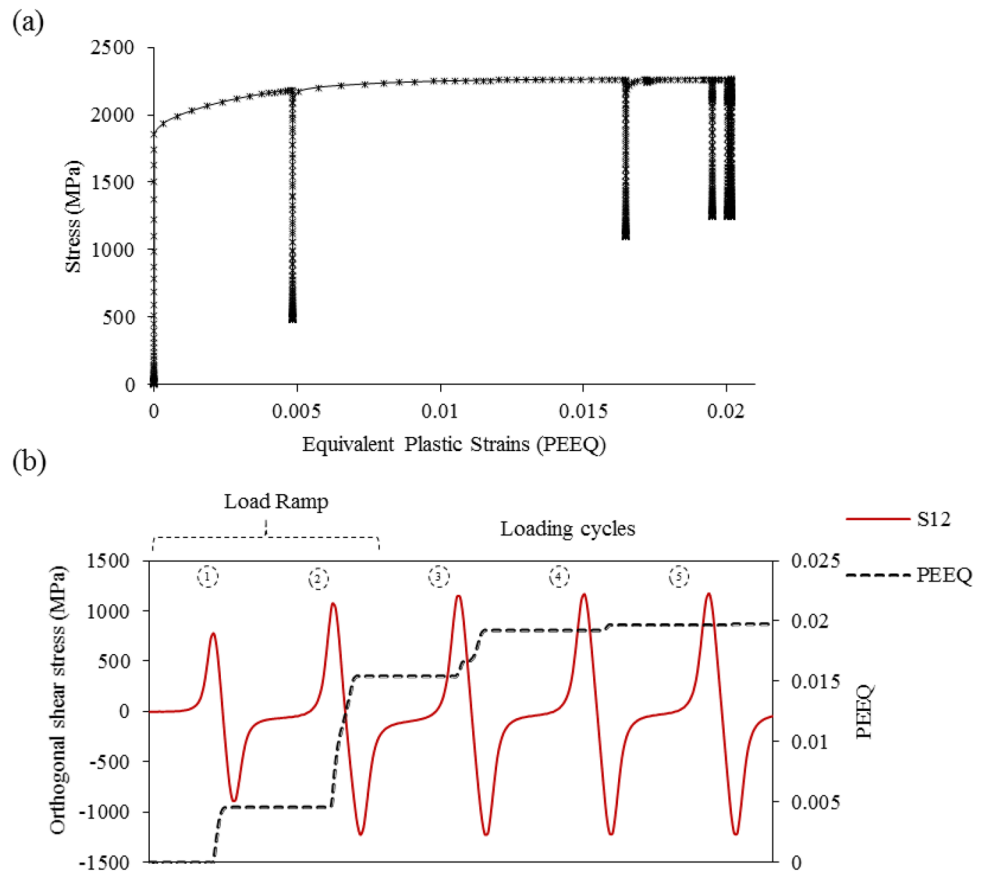 (a)
2500
2000
1500
1000
500
0
Stress (MPa)
0
0.005
0.01
0.015
0.02
Equivalent Plastic Strains (PEEQ)
(b)
Load Ramp
Loading cycles
S12
PEEQ
1
2
3
4
5
1500
1000
500
0
-500
-1000
-1500
Orthogonal shear stress (MPa)
0.025
0.02
0.015
0.01
0.005
0
PEEQ